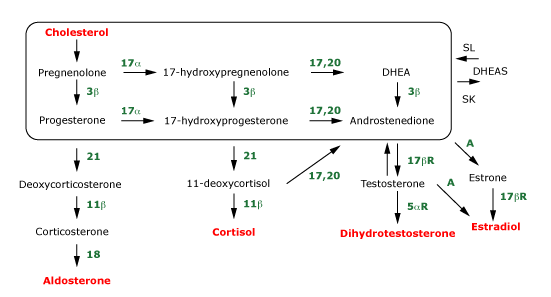 Cholesterol
17α 17,20 SL
Pregnenolone 17-hydroxypregnenolone DHEA DHEAS
3β 3β 3β SK
17α 17,20
Progesterone 17-hydroxyprogesterone Androstenedione
21 21 17βR A
17,20 A Estrone
Deoxycorticosterone 11-deoxycortisol Testosterone
11β 11β 5αR 17βR
Corticosterone Cortisol Dihydrotestosterone Estradiol
18
Aldosterone